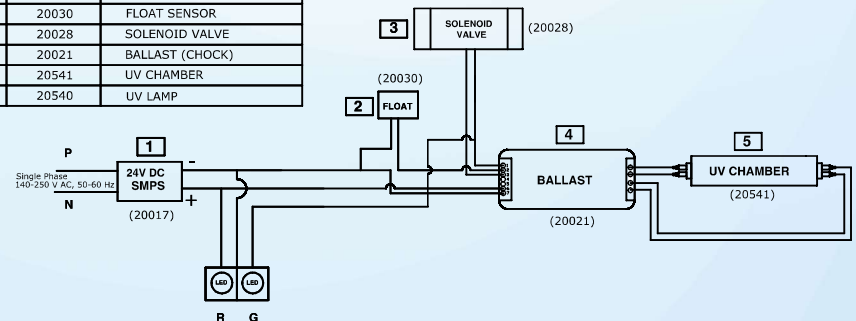 20030 FLOAT SENSOR
20028 SOLENOID VALVE
20021 BALLAST (CHOCK)
20541 UV CHAMBER
20540 UV LAMP
3
SOLENOID
VALVE
(20028)
(20030)
2
FLOAT
1
P
Single Phase
140-250 V AC, 50-60 Hz
N
24V DC
SMPS
-
+
(20017)
4
BALLAST
(20021)
5
UV CHAMBER
(20541)
LED LED
R G